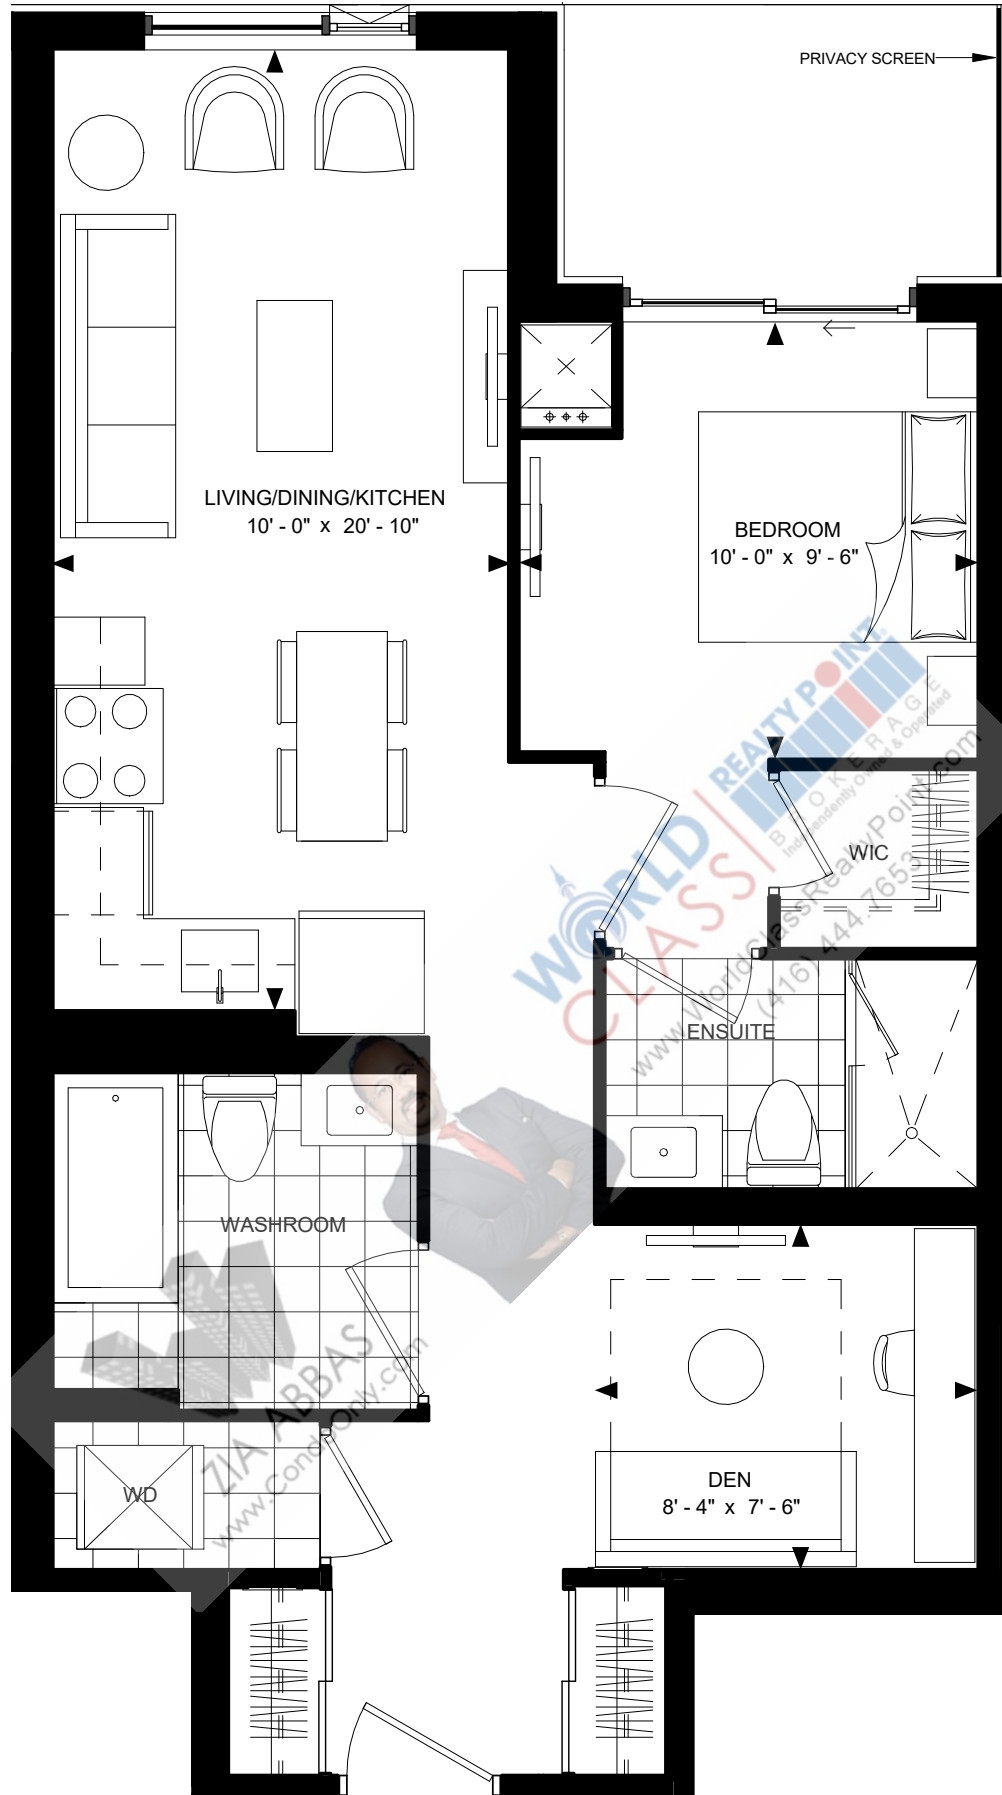 PRIVACY SCREEN
LIVING/DINING/KITCHEN
10' - 0" x 20' - 10"
BEDROOM
10' - 0" x 9' - 6"
WORLD
CLASS
REALTY POINT.
BROKERAGE
Independently Owned & Operated
www.WorldClassRealtyPoint.com
(416) 444.7653
WIC
ENSUITE
WASHROOM
ZIA ABBAS
www.CondoOnly.com
WD
DEN
8' - 4" x 7' - 6"